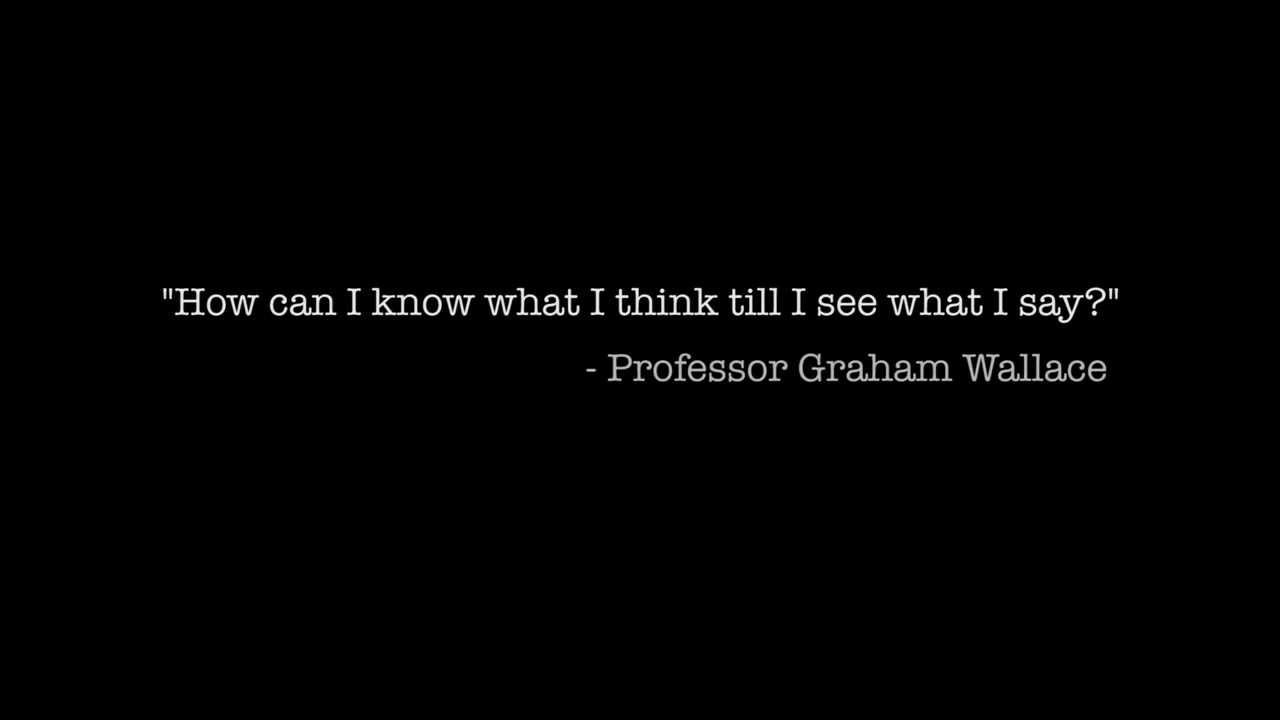 "How can I know what I think till I see what I say?"
- Professor Graham Wallace